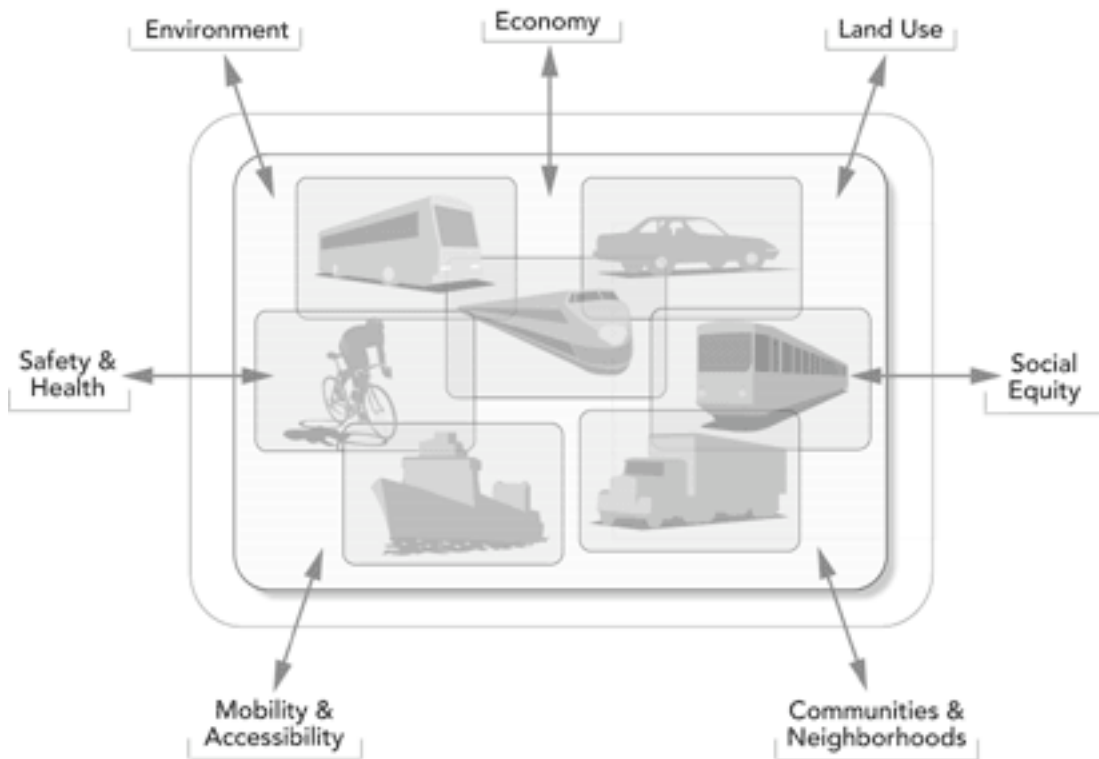 Environment
Economy
Land Use
Safety &
Health
Social
Equity
Mobility &
Accessibility
Communities &
Neighborhoods